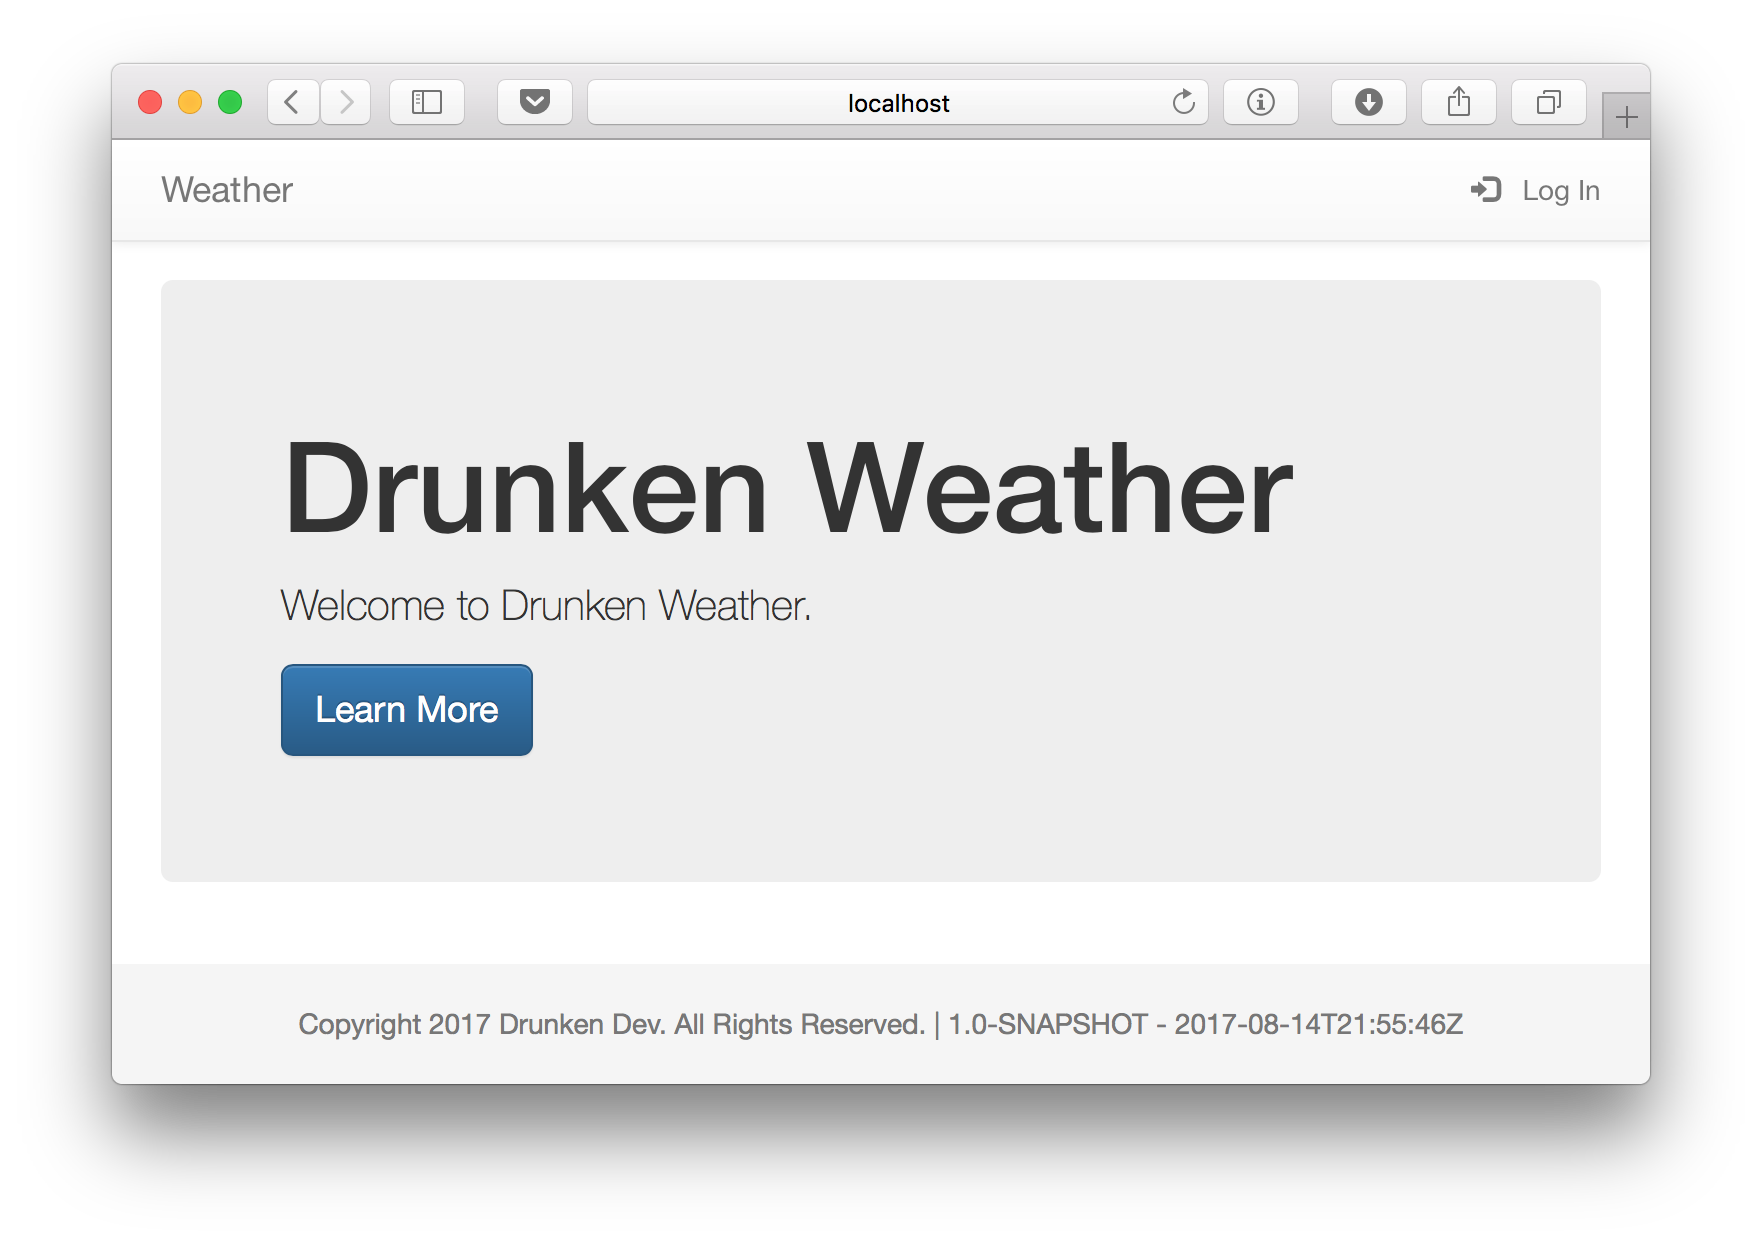 localhost
Weather
Log In
Drunken Weather
Welcome to Drunken Weather.
Learn More
Copyright 2017 Drunken Dev. All Rights Reserved. | 1.0-SNAPSHOT - 2017-08-14T21:55:46Z